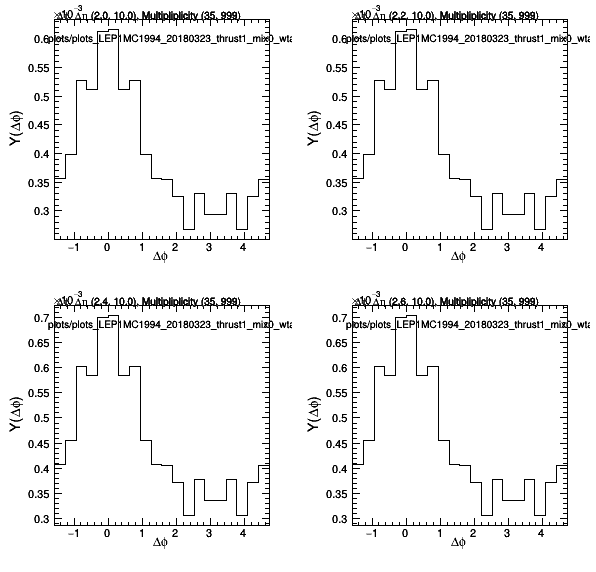 ×10⁻³ Δη (2,0, 10.0), Multipliplicity (35, 999)
plots/plots_LEP1MC1994_20180323_thrust1_mix0_wta
Y(Δϕ)
0.6
0.55
0.5
0.45
0.4
0.35
0.3
−1 0 1 2 3 4
Δϕ
×10⁻³ Δη (2,2, 10.0), Multipliplicity (35, 999)
plots/plots_LEP1MC1994_20180323_thrust1_mix0_wta
Y(Δϕ)
0.6
0.55
0.5
0.45
0.4
0.35
0.3
−1 0 1 2 3 4
Δϕ
×10⁻³ Δη (2,4, 10.0), Multipliplicity (35, 999)
plots/plots_LEP1MC1994_20180323_thrust1_mix0_wta
Y(Δϕ)
0.7
0.65
0.6
0.55
0.5
0.45
0.4
0.35
0.3
−1 0 1 2 3 4
Δϕ
×10⁻³ Δη (2,6, 10.0), Multipliplicity (35, 999)
plots/plots_LEP1MC1994_20180323_thrust1_mix0_wta
Y(Δϕ)
0.7
0.65
0.6
0.55
0.5
0.45
0.4
0.35
0.3
−1 0 1 2 3 4
Δϕ